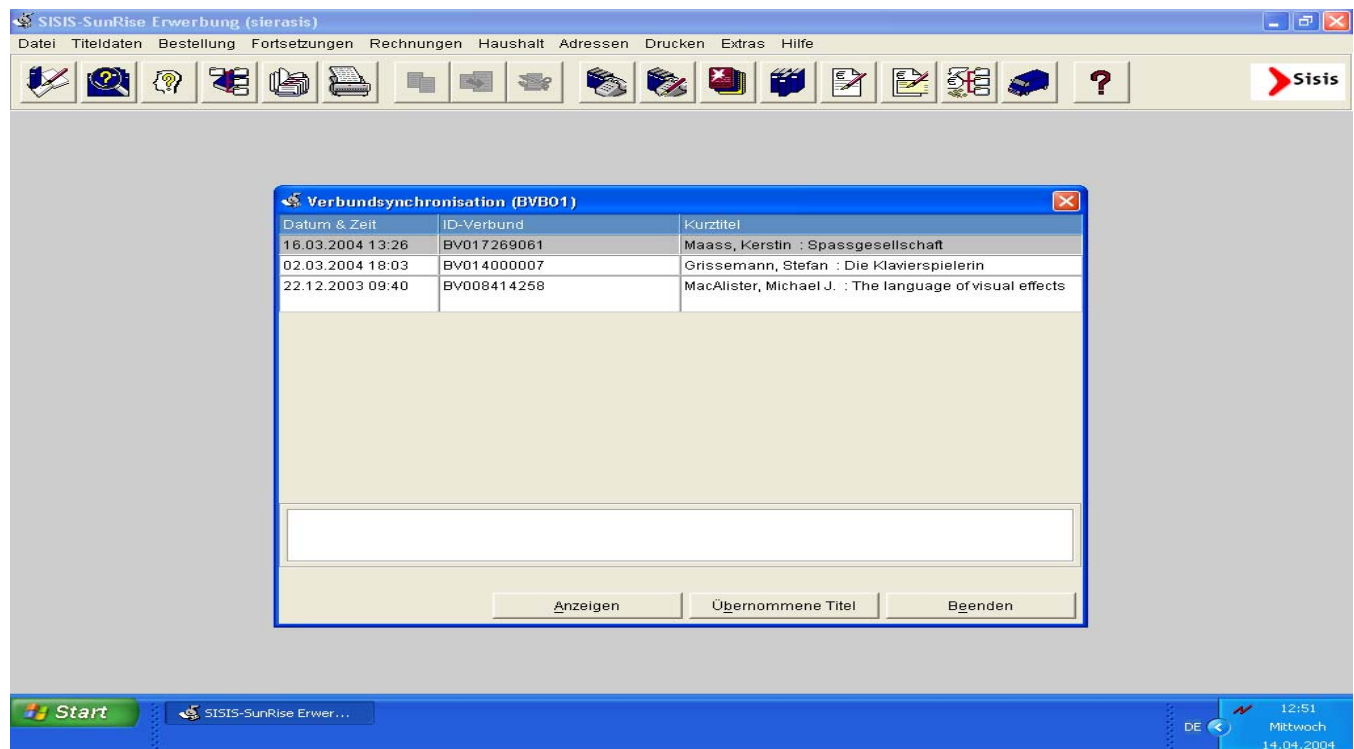 SISIS-SunRise Erwerbung (sierasis)
Datei Titeldaten Bestellung Fortsetzungen Rechnungen Haushalt Adressen Drucken Extras Hilfe
Sisis
Verbundsynchronisation (BVB01)
Datum & Zeit ID-Verbund Kurztitel
16.03.2004 13:26 BV017269061 Maass, Kerstin : Spassgesellschaft
02.03.2004 18:03 BV014000007 Grissemann, Stefan : Die Klavierspielerin
22.12.2003 09:40 BV008414258 MacAlister, Michael J. : The language of visual effects
Anzeigen Übernommene Titel Beenden
Start SISIS-SunRise Erwer... DE 12:51
Mittwoch
14.04.2004